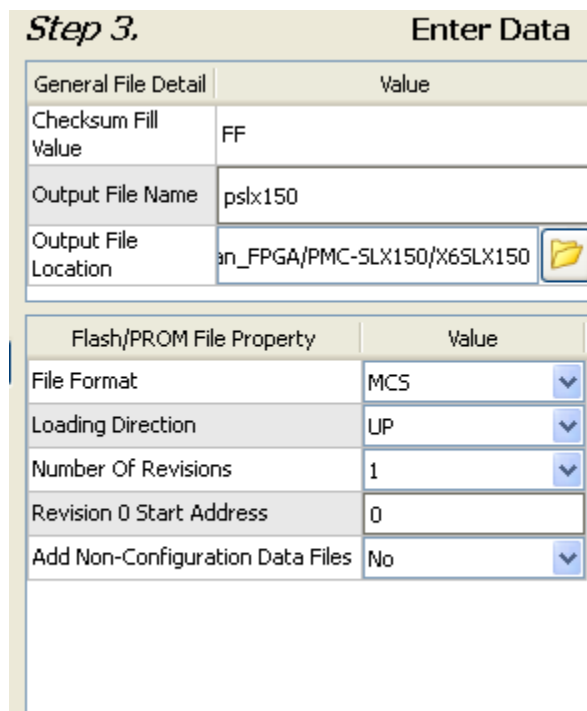 Step 3. Enter Data
General File Detail Value
Checksum Fill
Value FF
Output File Name pslx150
Output File
Location an_FPGA/PMC-SLX150/X6SLX150
Flash/PROM File Property Value
File Format MCS
Loading Direction UP
Number Of Revisions 1
Revision 0 Start Address 0
Add Non-Configuration Data Files No